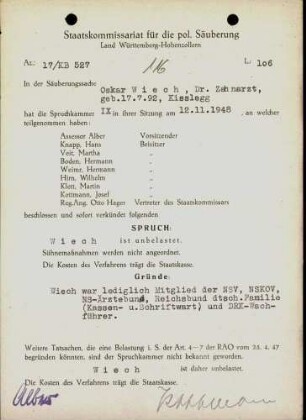 Staatskommissariat für die pol. Säuberung
Land Württemberg-Hohenzollern
Az.: 17/KB 527
116
L: 106
In der Säuberungssache
Oskar Wiech, Dr. Zahnarzt,
geb. 17.7.92, Kisslegg
hat die Spruchkammer IX in ihrer Sitzung am 12.11.1948, an welcher
teilgenommen haben:
Assessor Alber Vorsitzender
Knapp, Hans Beisitzer
Veit, Martha "
Boden, Hermann "
Weimr, Hermann "
Hirn, Wilhelm "
Klett, Martin "
Kattmann, Josef "
Reg.Ang. Otto Hager Vertreter des Staatskommissars
beschlossen und sofort verkündet folgenden
SPRUCH:
Wiech ist unbelastet.
Sühnemaßnahmen werden nicht angeordnet.
Die Kosten des Verfahrens trägt die Staatskasse.
Gründe:
Wiech war lediglich Mitglied der NSV, NSKOV,
NS-Ärztebund, Reichsbund dtsch. Familie
(Kassen- u. Schriftwart) und DRK-Wach-
führer.
Weitere Tatsachen, die eine Belastung i. S. der Art. 4-7 der RAO vom 25. 4. 47
begründen könnten, sind der Spruchkammer nicht bekannt geworden.
Wiech ist daher unbelastet.
Die Kosten des Verfahrens trägt die Staatskasse.
Alber